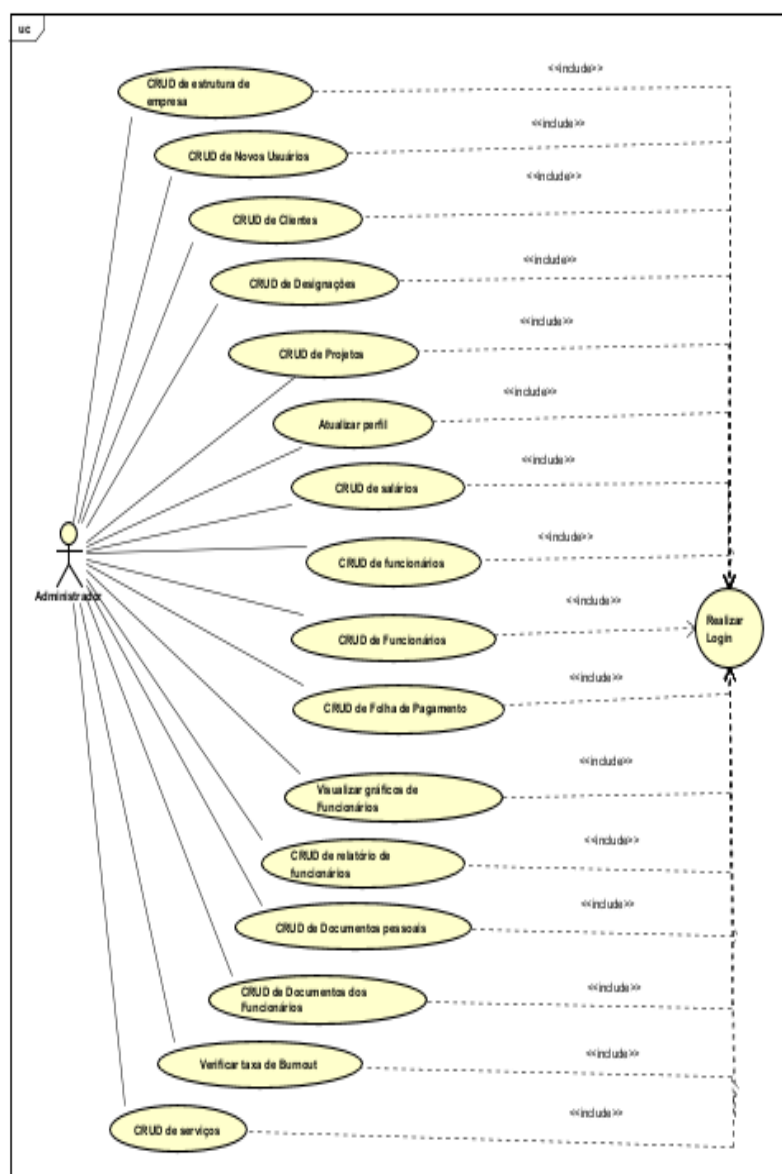 uc
<<include>>
CRUD de estrutura de
empresa
<<include>>
CRUD de Novos Usuários
<<include>>
CRUD de Clientes
<<include>>
CRUD de Designações
<<include>>
CRUD de Projetos
<<include>>
Atualizar perfil
<<include>>
CRUD de salários
<<include>>
CRUD de funcionários
Administrador
<<include>>
Realizar
Login
CRUD de Funcionários
<<include>>
CRUD de Folha de Pagamento
<<include>>
Visualizar gráficos de
Funcionários
<<include>>
CRUD de relatório de
funcionários
<<include>>
CRUD de Documentos pessoais
<<include>>
CRUD de Documentos dos
Funcionários
<<include>>
Verificar taxa de Burnout
<<include>>
CRUD de serviços